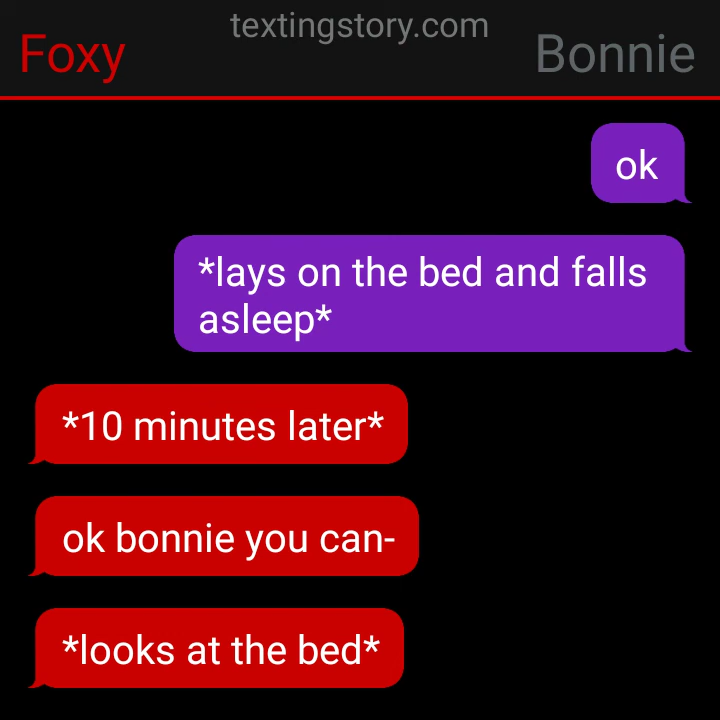 textingstory.com
Foxy
Bonnie
ok
*lays on the bed and falls
asleep*
*10 minutes later*
ok bonnie you can-
*looks at the bed*